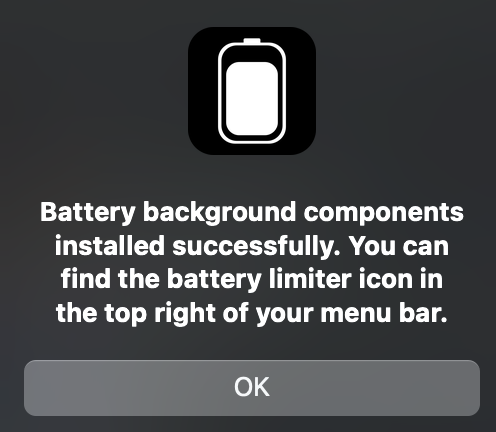 Battery background components
installed successfully. You can
find the battery limiter icon in
the top right of your menu bar.
OK